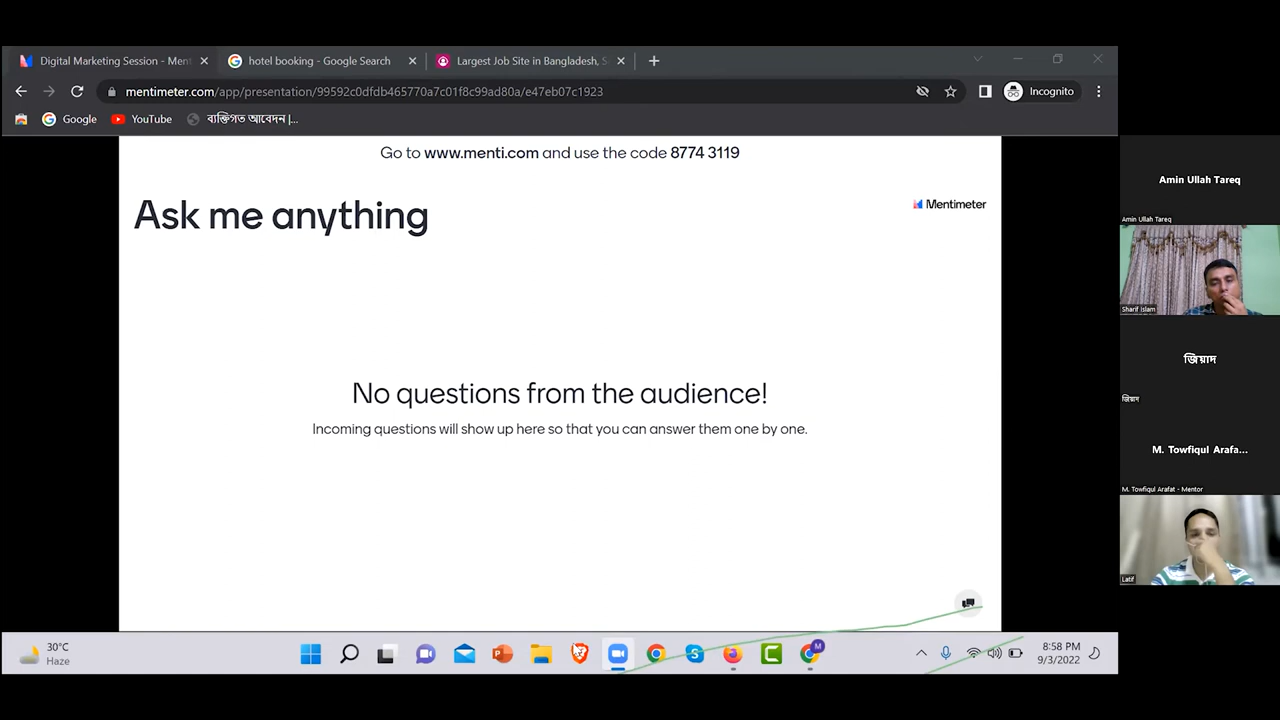 Digital Marketing Session - Ment
hotel booking - Google Search
Largest Job Site in Bangladesh, S
mentimeter.com/app/presentation/99592c0dfdb465770a7c01f8c99ad80a/e47eb07c1923
Incognito
Google
YouTube
ব্যক্তিগত আবেদন |...
Go to www.menti.com and use the code 8774 3119
Ask me anything
Mentimeter
No questions from the audience!
Incoming questions will show up here so that you can answer them one by one.
Amin Ullah Tareq
Amin Ullah Tareq
Sharif Islam
জিয়াদ
জিয়াদ
M. Towfiqul Arafa...
M. Towfiqul Arafat - Mentor
Latif
30°C
Haze
M
8:58 PM
9/3/2022